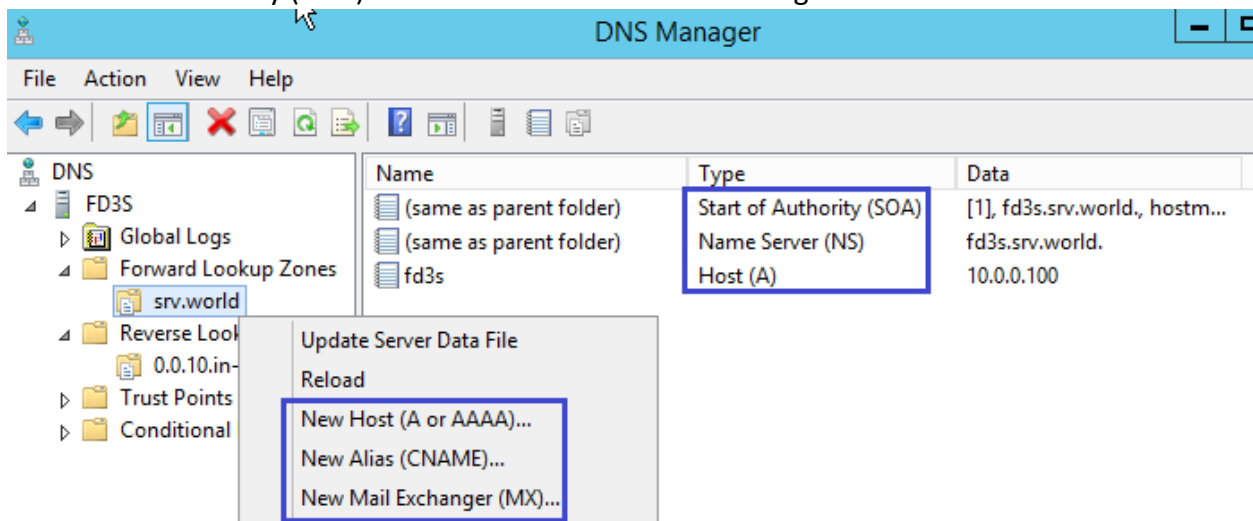 DNS Manager
File Action View Help
DNS
FD3S
Global Logs
Forward Lookup Zones
srv.world
Reverse
0.0.10.in-
Trust Points
Conditional
Name Type Data
(same as parent folder) Start of Authority (SOA) [1], fd3s.srv.world., hostm...
(same as parent folder) Name Server (NS) fd3s.srv.world.
fd3s Host (A) 10.0.0.100
Update Server Data File
Reload
New Host (A or AAAA)...
New Alias (CNAME)...
New Mail Exchanger (MX)...